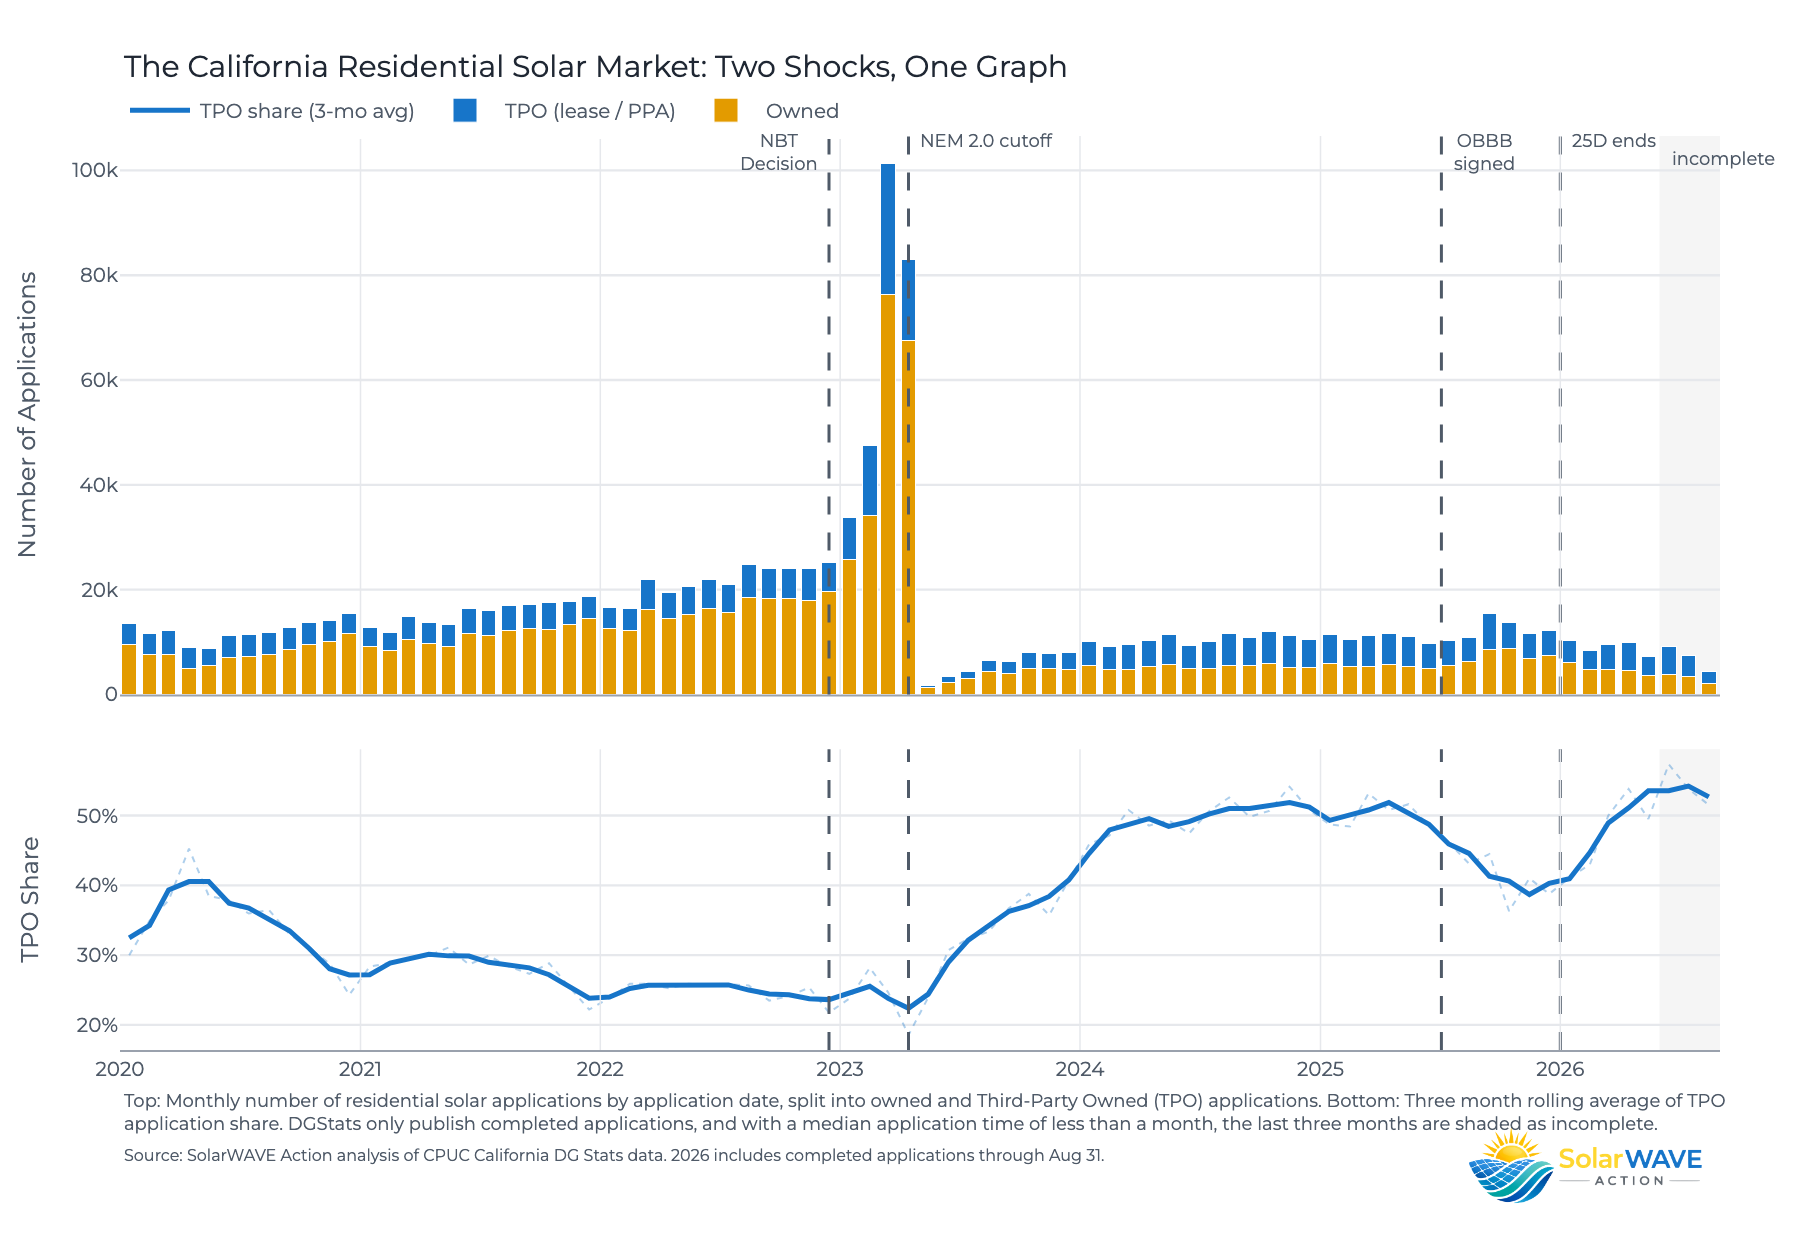 The California Residential Solar Market: Two Shocks, One Graph
TPO share (3-mo avg)
TPO (lease / PPA)
Owned
NBT
Decision
NEM 2.0 cutoff
OBBB
signed
25D ends
incomplete
Number of Applications
100k
80k
60k
40k
20k
0
TPO Share
50%
40%
30%
20%
2020
2021
2022
2023
2024
2025
2026
Top: Monthly number of residential solar applications by application date, split into owned and Third-Party Owned (TPO) applications. Bottom: Three month rolling average of TPO
application share. DGStats only publish completed applications, and with a median application time of less than a month, the last three months are shaded as incomplete.
Source: SolarWAVE Action analysis of CPUC California DG Stats data. 2026 includes completed applications through Aug 31.
SolarWAVE
ACTION